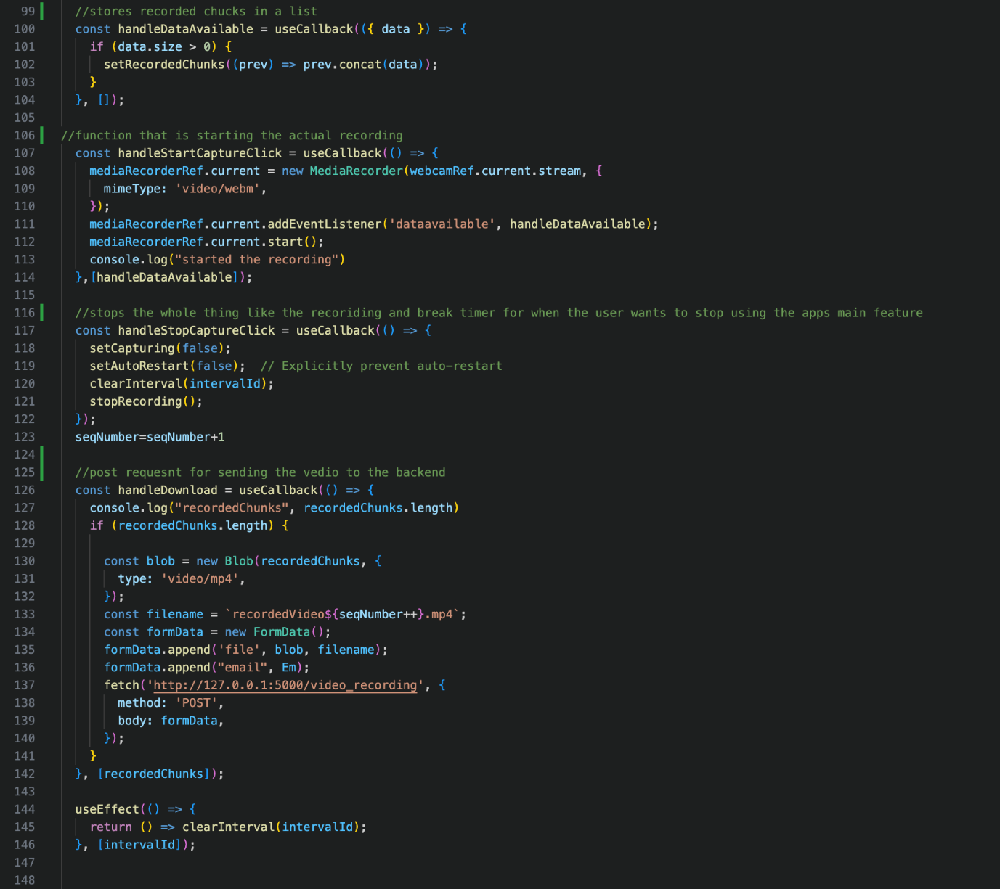 99 //stores recorded chucks in a list
100 const handleDataAvailable = useCallback(({ data }) => {
101 if (data.size > 0) {
102 setRecordedChunks((prev) => prev.concat(data));
103 }
104 }, []);
105
106 //function that is starting the actual recording
107 const handleStartCaptureClick = useCallback(() => {
108 mediaRecorderRef.current = new MediaRecorder(webcamRef.current.stream, {
109 mimeType: 'video/webm',
110 });
111 mediaRecorderRef.current.addEventListener('dataavailable', handleDataAvailable);
112 mediaRecorderRef.current.start();
113 console.log("started the recording")
114 },[handleDataAvailable]);
115
116 //stops the whole thing like the recoriding and break timer for when the user wants to stop using the apps main feature
117 const handleStopCaptureClick = useCallback(() => {
118 setCapturing(false);
119 setAutoRestart(false); // Explicitly prevent auto-restart
120 clearInterval(intervalId);
121 stopRecording();
122 });
123 seqNumber=seqNumber+1
124
125 //post requesnt for sending the vedio to the backend
126 const handleDownload = useCallback(() => {
127 console.log("recordedChunks", recordedChunks.length)
128 if (recordedChunks.length) {
129
130 const blob = new Blob(recordedChunks, {
131 type: 'video/mp4',
132 });
133 const filename = `recordedVideo${seqNumber++}.mp4`;
134 const formData = new FormData();
135 formData.append('file', blob, filename);
136 formData.append("email", Em);
137 fetch('http://127.0.0.1:5000/video_recording', {
138 method: 'POST',
139 body: formData,
140 });
141 }
142 }, [recordedChunks]);
143
144 useEffect(() => {
145 return () => clearInterval(intervalId);
146 }, [intervalId]);
147
148